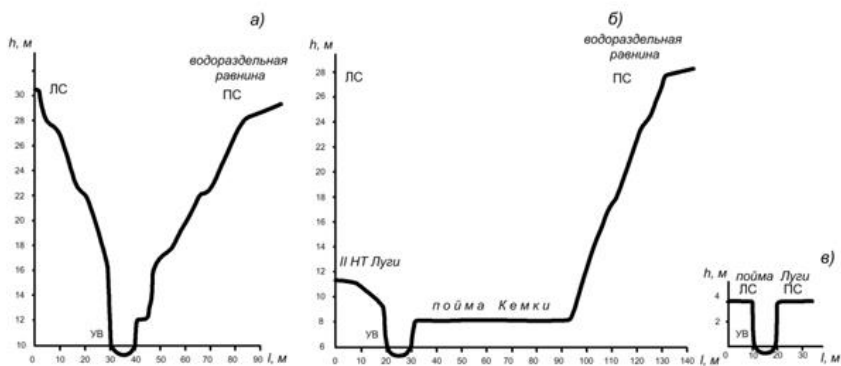 а)
h, м
водораздельная
равнина
ЛС
ПС
30
28
26
24
22
20
18
16
14
12
10
УВ
0 10 20 30 40 50 60 70 80 90 l, м
б)
водораздельная
равнина
h, м
28
ЛС
ПС
26
24
22
20
18
16
14
12
II НТ Луги
10
8
пойма Кемки
УВ
6
0 10 20 30 40 50 60 70 80 90 100 110 120 130 140
l, м
в)
h, м пойма Луги
ЛС ПС
4
2
УВ
0 10 20 30 l, м